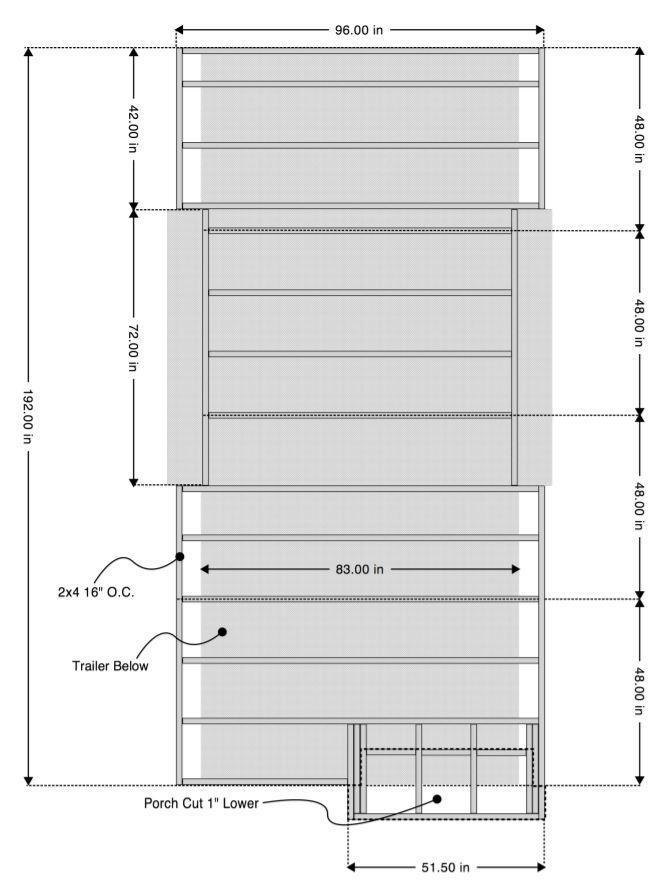 96.00 in
42.00 in
48.00 in
72.00 in
48.00 in
192.00 in
48.00 in
83.00 in
2x4 16" O.C.
Trailer Below
48.00 in
Porch Cut 1" Lower
51.50 in